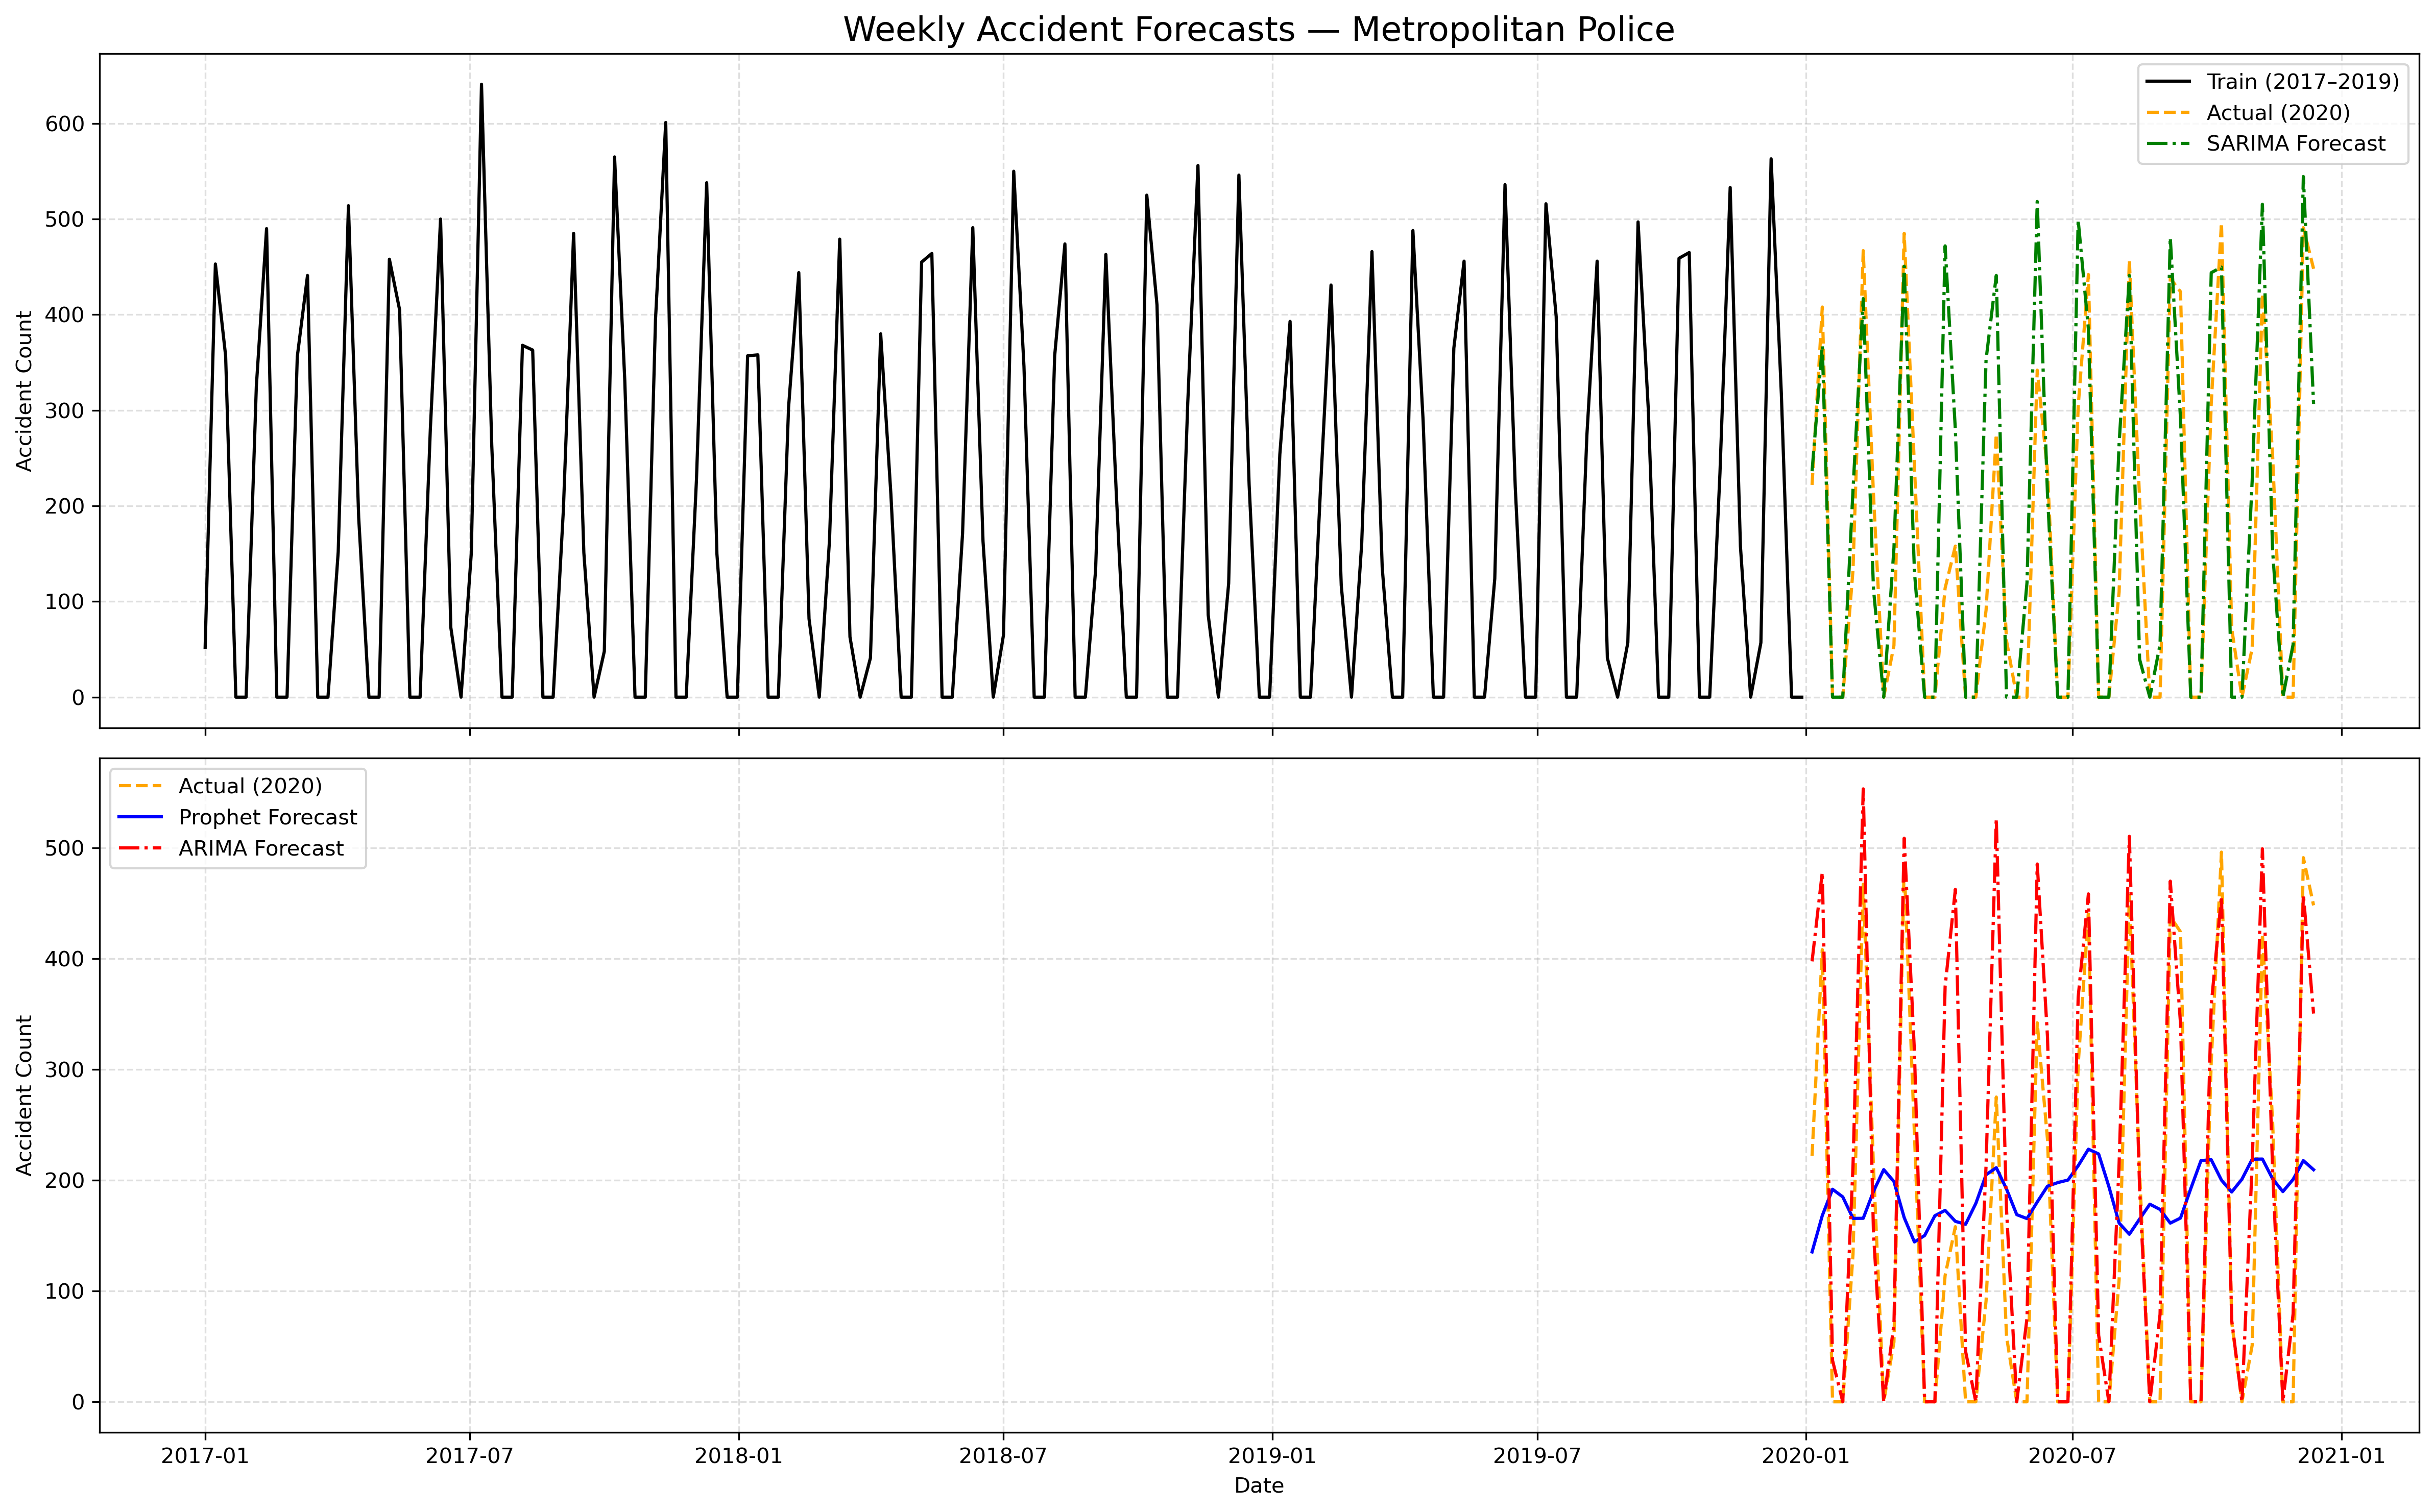 Weekly Accident Forecasts — Metropolitan Police
Accident Count
600
500
400
300
200
100
0
Train (2017–2019)
Actual (2020)
SARIMA Forecast
Accident Count
500
400
300
200
100
0
Actual (2020)
Prophet Forecast
ARIMA Forecast
2017-01 2017-07 2018-01 2018-07 2019-01 2019-07 2020-01 2020-07 2021-01
Date